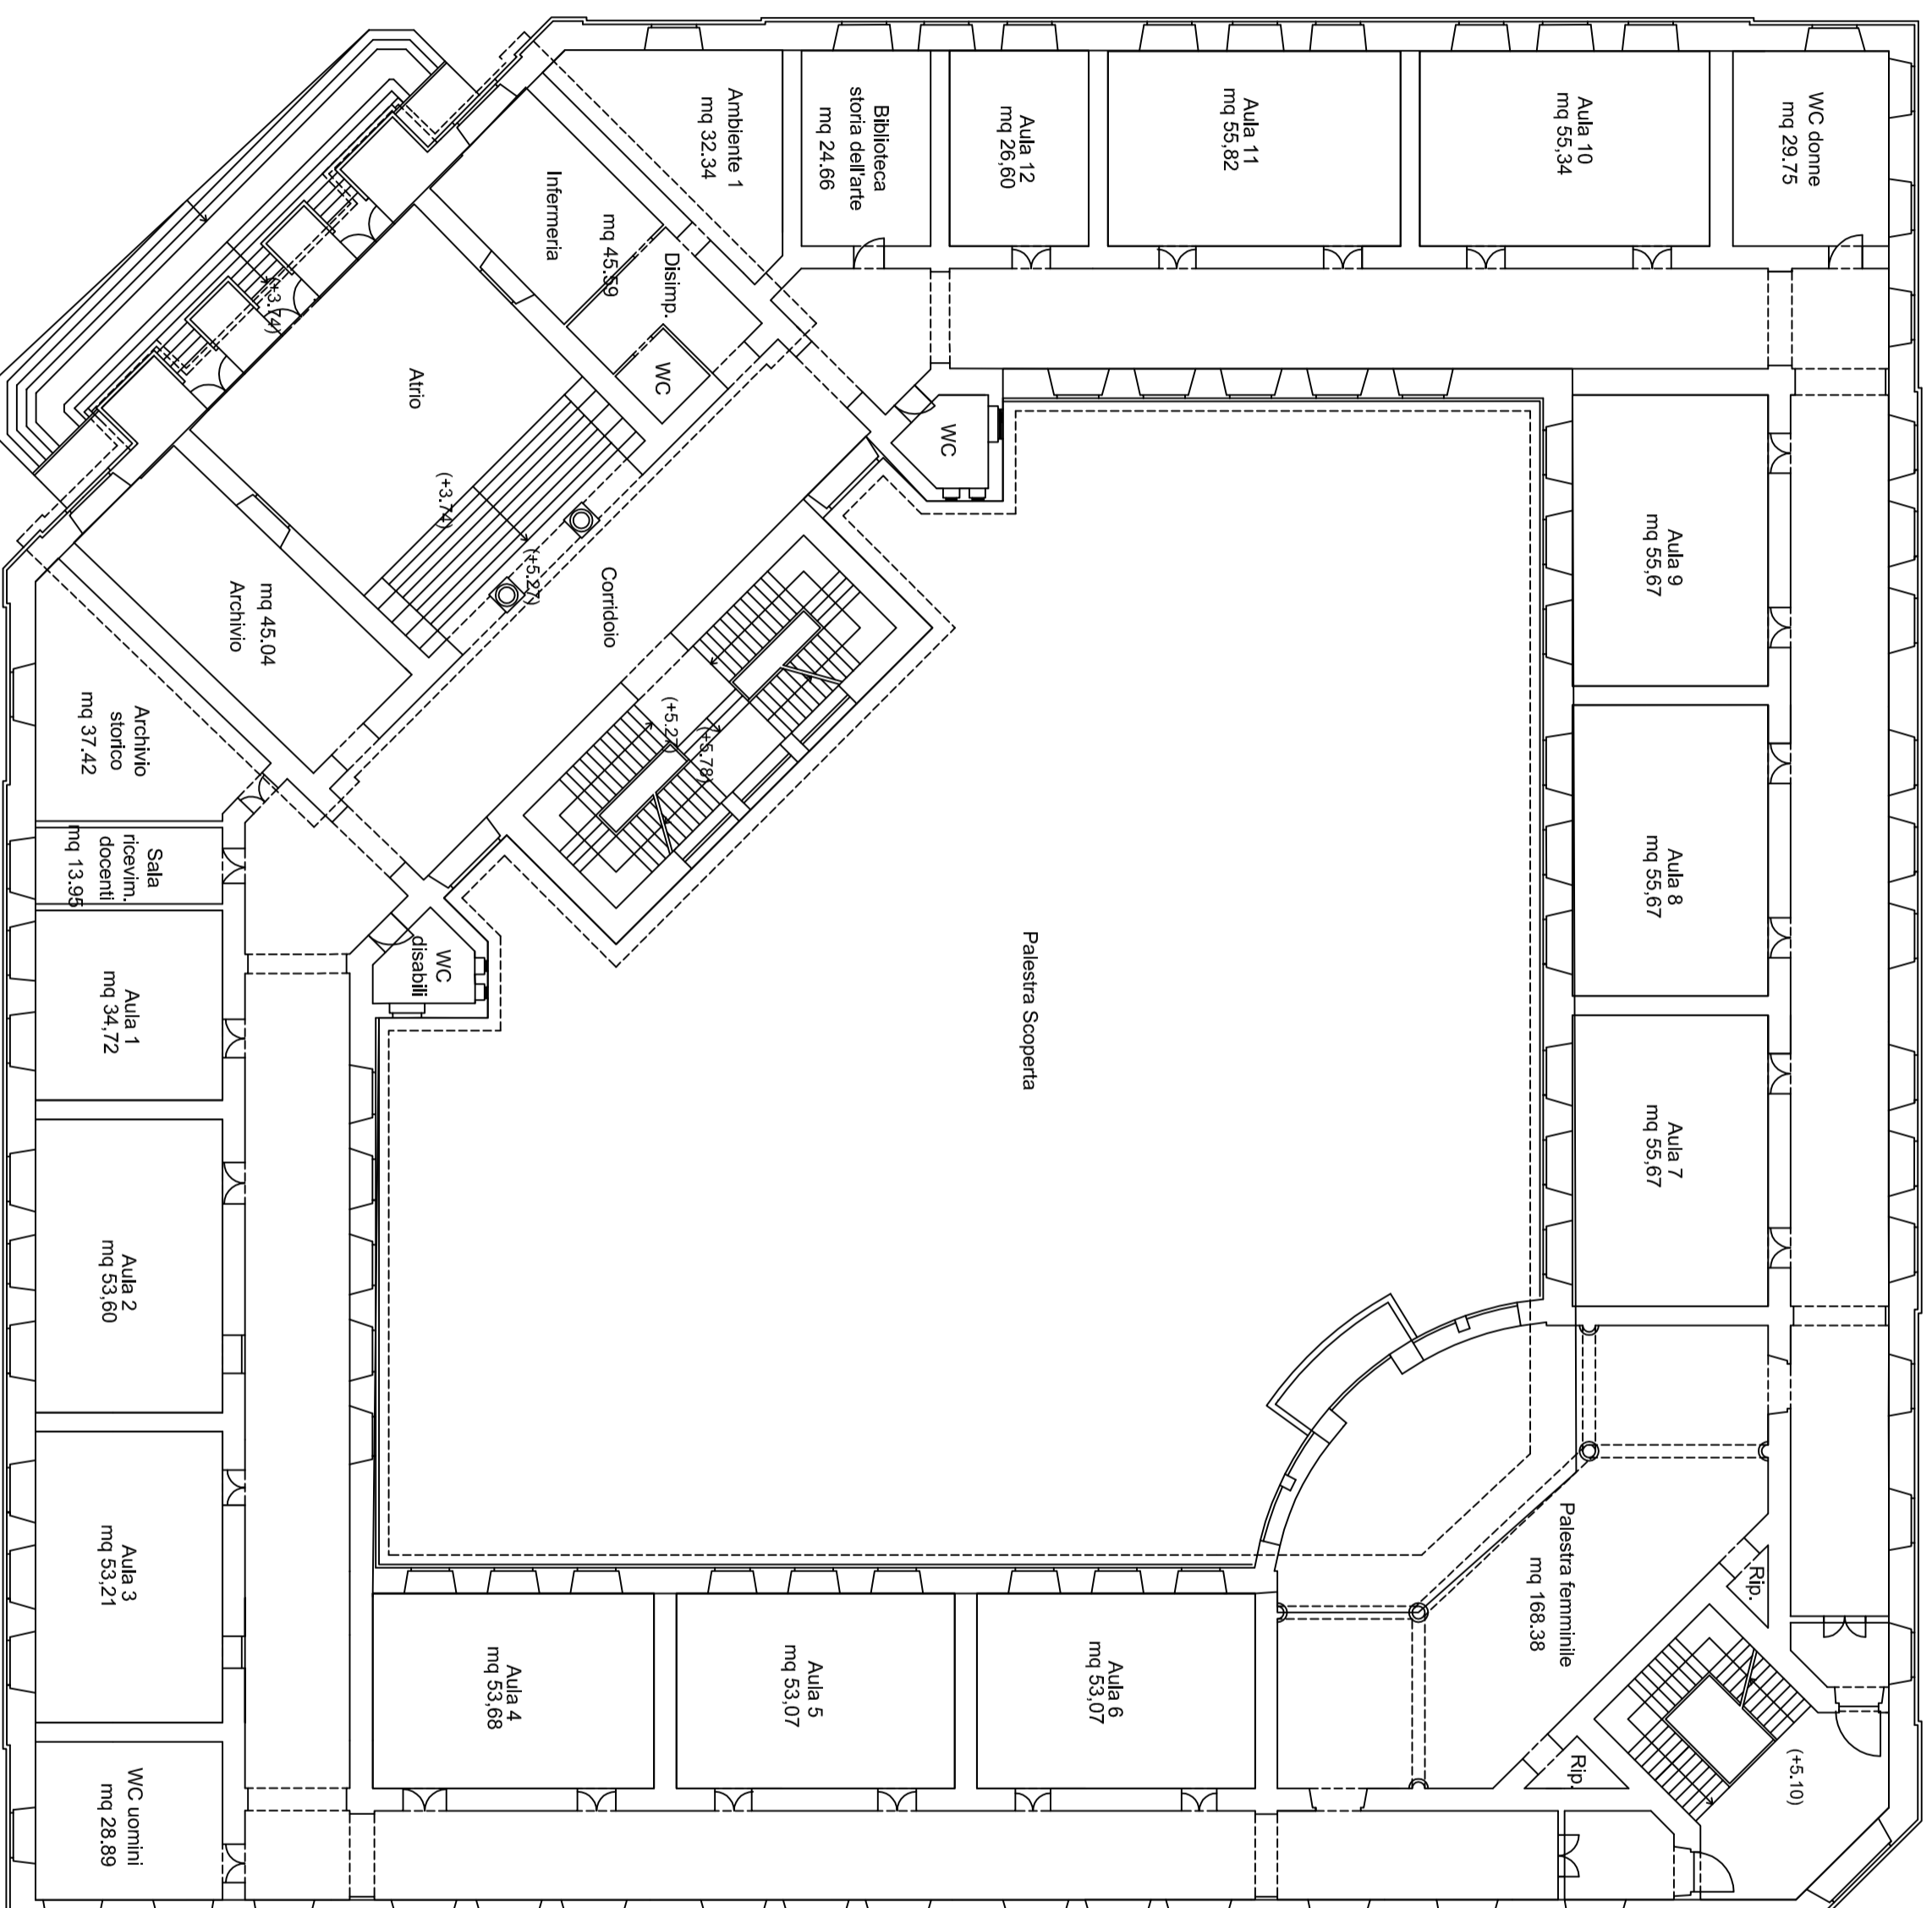 WC donne
mq 29.75
Aula 10
mq 55,34
Aula 11
mq 55,82
Aula 12
mq 26,60
Biblioteca
storia dell'arte
mq 24.66
Ambiente 1
mq 32.34
Infermeria
mq 45.59
Disimp.
WC
WC
Atrio
(+3.74)
(+3.74)
(+5.27)
Corridoio
(+5.27)
(+5.78)
mq 45.04
Archivio
Archivio
storico
mq 37.42
Sala
ricevim.
docenti
mq 13.95
WC
disabili
Aula 1
mq 34,72
Aula 2
mq 53,60
Aula 3
mq 53,21
WC uomini
mq 28.89
Aula 4
mq 53,68
Aula 5
mq 53,07
Aula 6
mq 53,07
Palestra Scoperta
Aula 9
mq 55,67
Aula 8
mq 55,67
Aula 7
mq 55,67
Palestra femminile
mq 168.38
Rip.
Rip.
(+5.10)